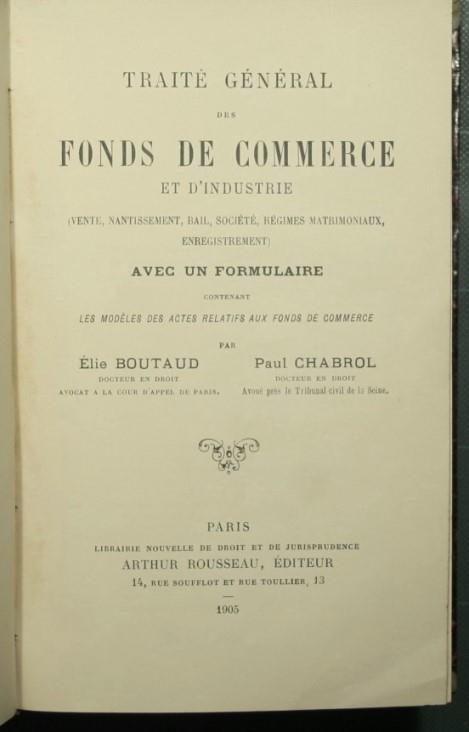 TRAITÉ GÉNÉRAL
DES
FONDS DE COMMERCE
ET D'INDUSTRIE
(VENTE, NANTISSEMENT, BAIL, SOCIÉTÉ, RÉGIMES MATRIMONIAUX,
ENREGISTREMENT)
AVEC UN FORMULAIRE
CONTENANT
LES MODÈLES DES ACTES RELATIFS AUX FONDS DE COMMERCE
PAR
Élie BOUTAUD
DOCTEUR EN DROIT
AVOCAT A LA COUR D'APPEL DE PARIS.
Paul CHABROL
DOCTEUR EN DROIT
Avoué près le Tribunal civil de la Seine.
PARIS
LIBRAIRIE NOUVELLE DE DROIT ET DE JURISPRUDENCE
ARTHUR ROUSSEAU, ÉDITEUR
14, RUE SOUFFLOT ET RUE TOULLIER, 13
—
1905